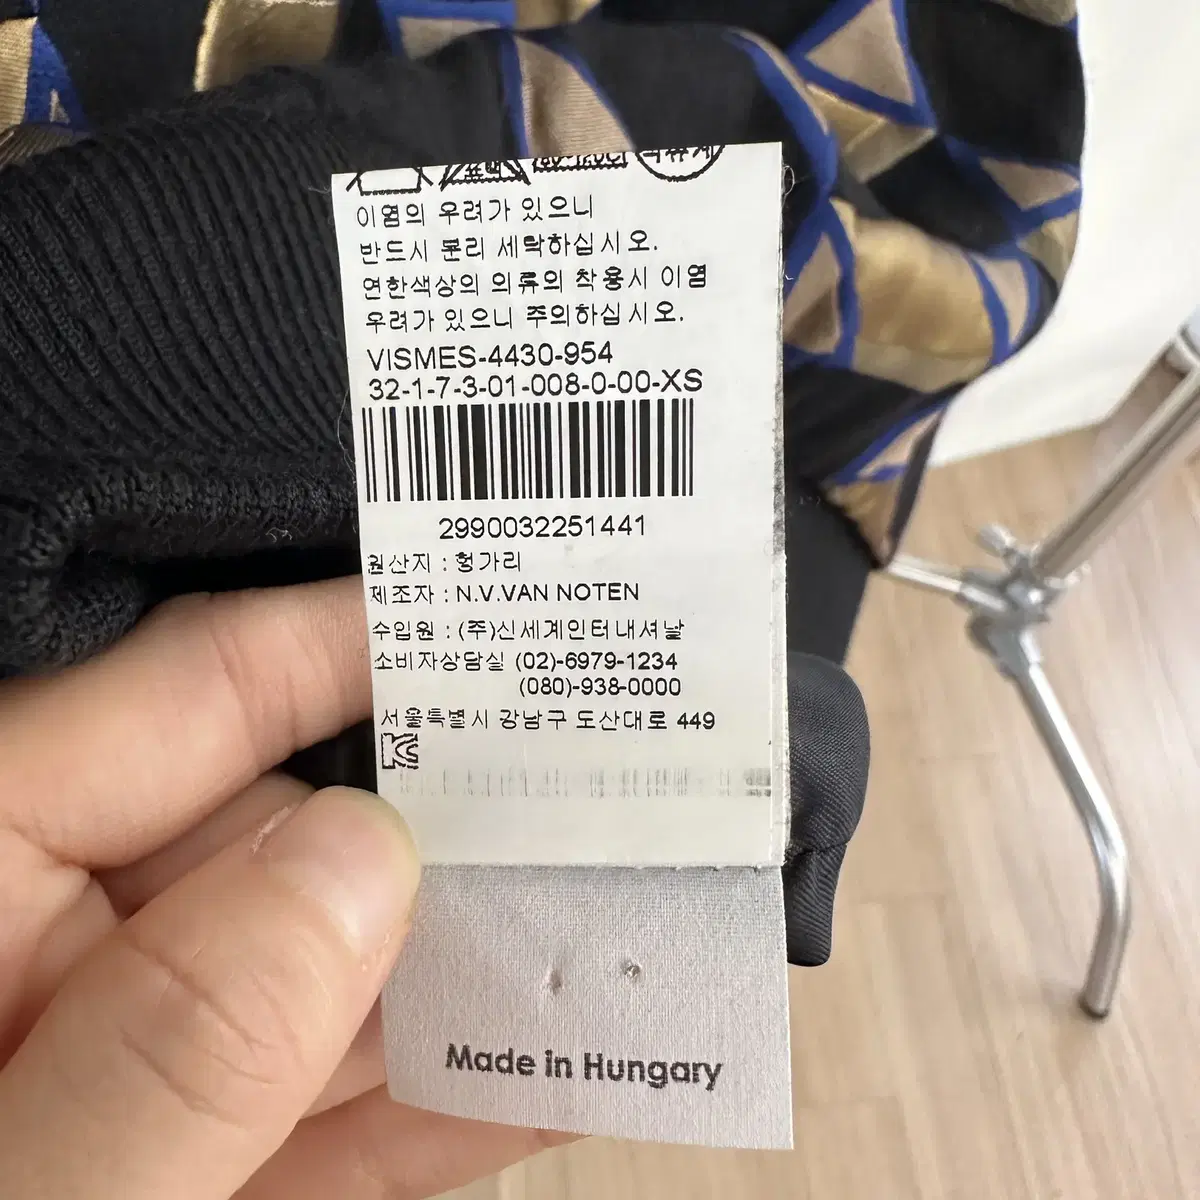 이염의 우려가 있으니
반드시 분리 세탁하십시오.
연한색상의 의류의 착용시 이염
우려가 있으니 주의하십시오.
VISMES-4430-954
32-1-7-3-01-008-0-00-XS
2990032251441
원산지 : 헝가리
제조자 : N.V.VAN NOTEN
수입원 : (주)신세계인터내셔날
소비자상담실 (02)-6979-1234
(080)-938-0000
서울특별시 강남구 도산대로 449
Made in Hungary